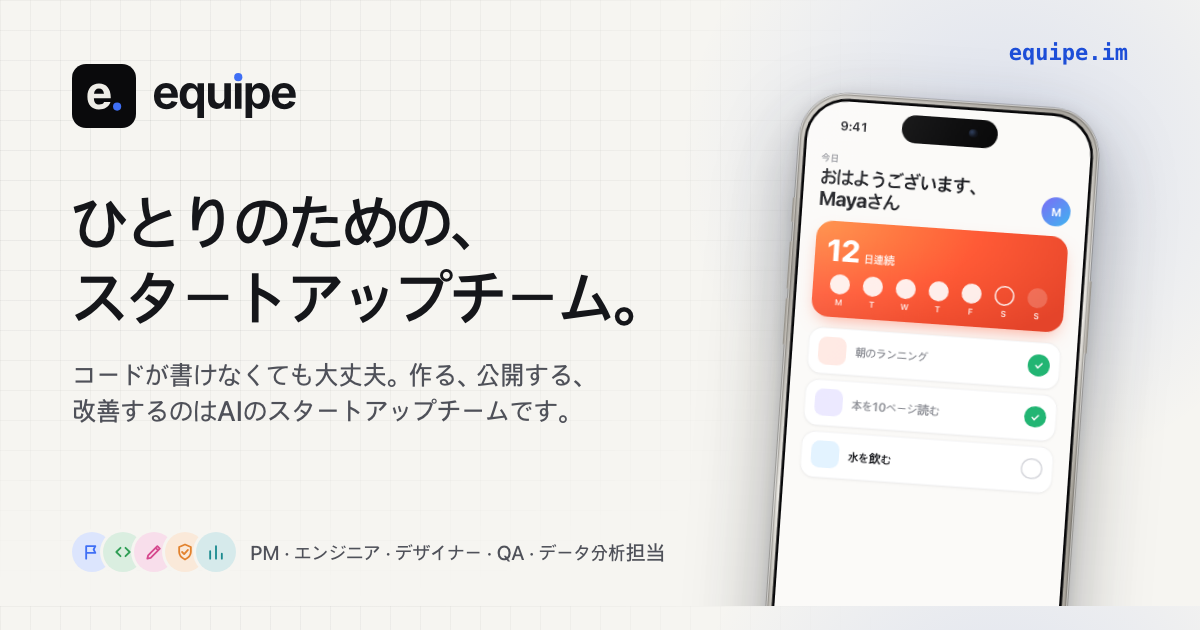 equipe.im
e. equipe
ひとりのための、
スタートアップチーム。
コードが書けなくても大丈夫。作る、公開する、
改善するのはAIのスタートアップチームです。
PM · エンジニア · デザイナー · QA · データ分析担当
9:41
今日
おはようございます、
Mayaさん
M
12 日連続
M T W T F S S
朝のランニング
本を10ページ読む
水を飲む